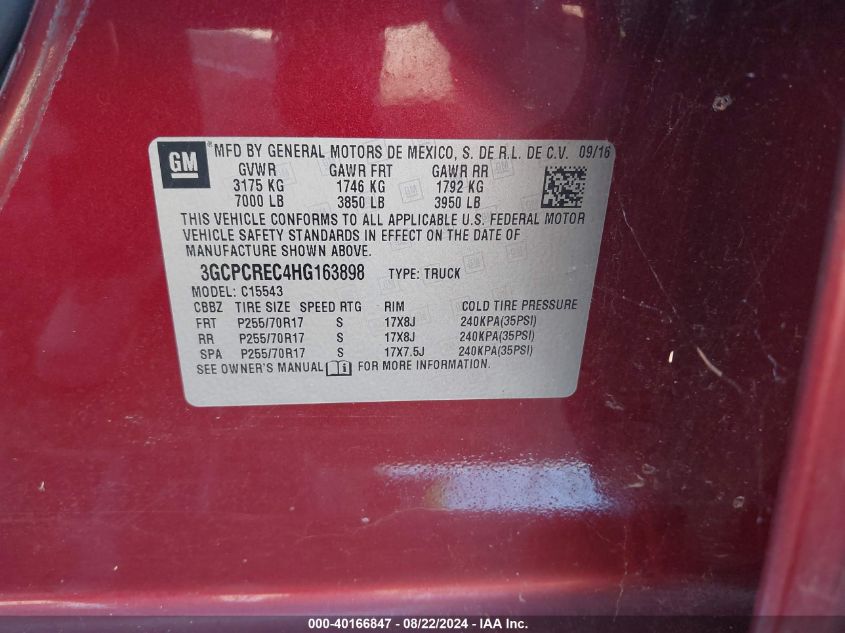 GM
MFD BY GENERAL MOTORS DE MEXICO, S. DE R.L. DE C.V. 09/16
GVWR GAWR FRT GAWR RR
3175 KG 1746 KG 1792 KG
7000 LB 3850 LB 3950 LB
THIS VEHICLE CONFORMS TO ALL APPLICABLE U.S. FEDERAL MOTOR
VEHICLE SAFETY STANDARDS IN EFFECT ON THE DATE OF
MANUFACTURE SHOWN ABOVE.
3GCPCREC4HG163898 TYPE: TRUCK
MODEL: C15543
CBBZ TIRE SIZE SPEED RTG RIM COLD TIRE PRESSURE
FRT P255/70R17 S 17X8J 240KPA(35PSI)
RR P255/70R17 S 17X8J 240KPA(35PSI)
SPA P255/70R17 S 17X7.5J 240KPA(35PSI)
SEE OWNER'S MANUAL FOR MORE INFORMATION.
000-40166847 - 08/22/2024 - © IAA Inc.